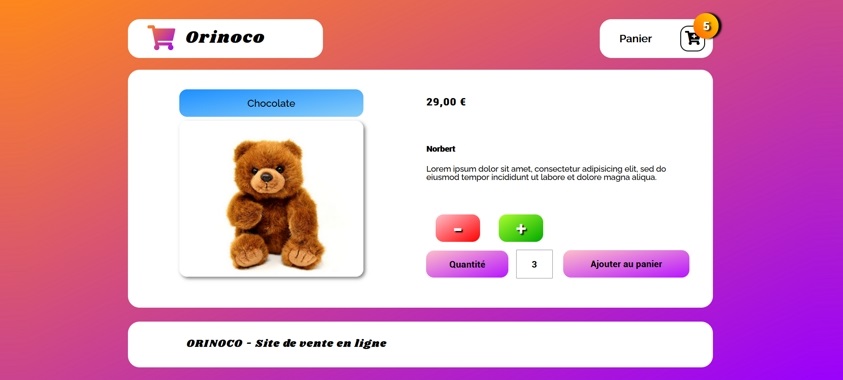 Orinoco
Panier
5
Chocolate
29,00 €
Norbert
Lorem ipsum dolor sit amet, consectetur adipisicing elit, sed do
eiusmod tempor incididunt ut labore et dolore magna aliqua.
- +
Quantité 3 Ajouter au panier
ORINOCO - Site de vente en ligne